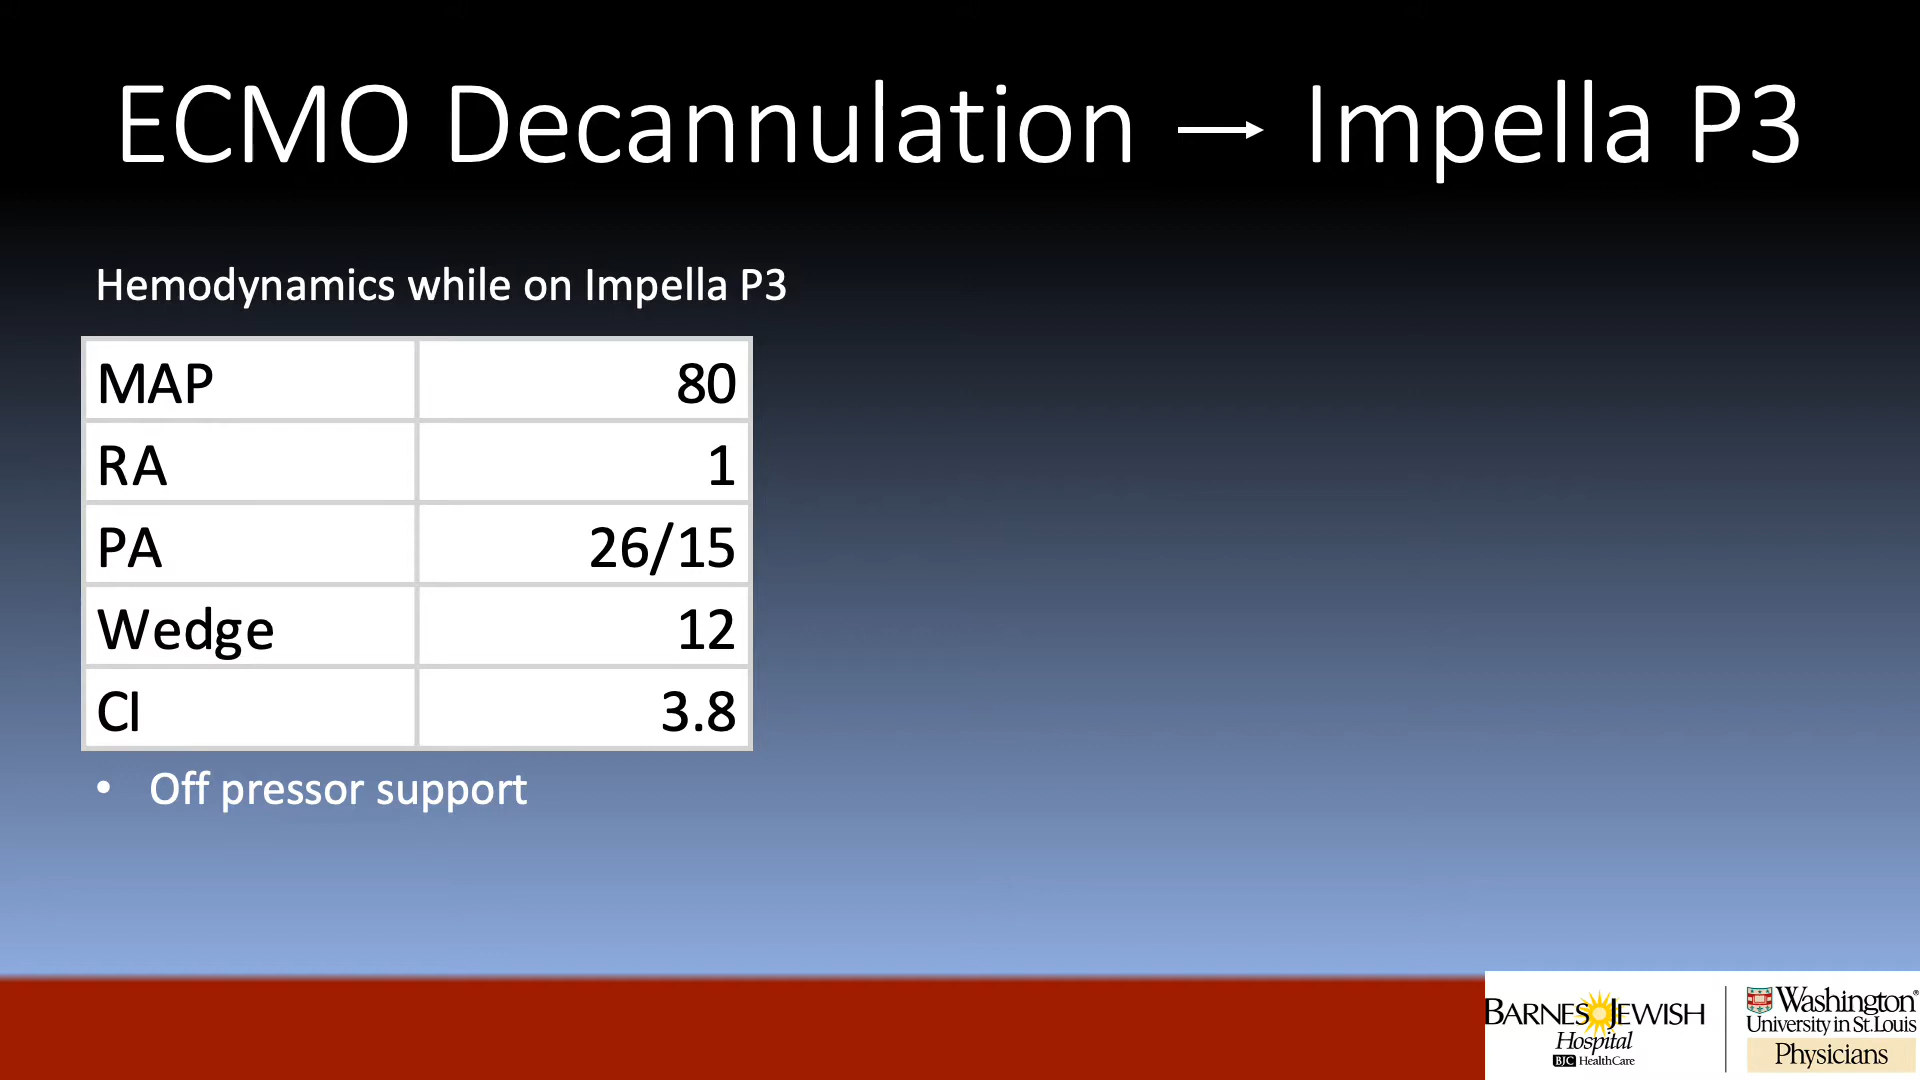 ECMO Decannulation → Impella P3
Hemodynamics while on Impella P3
MAP 80
RA 1
PA 26/15
Wedge 12
CI 3.8
• Off pressor support
BARNES JEWISH
Hospital
BJC HealthCare
Washington®
University in St. Louis
Physicians